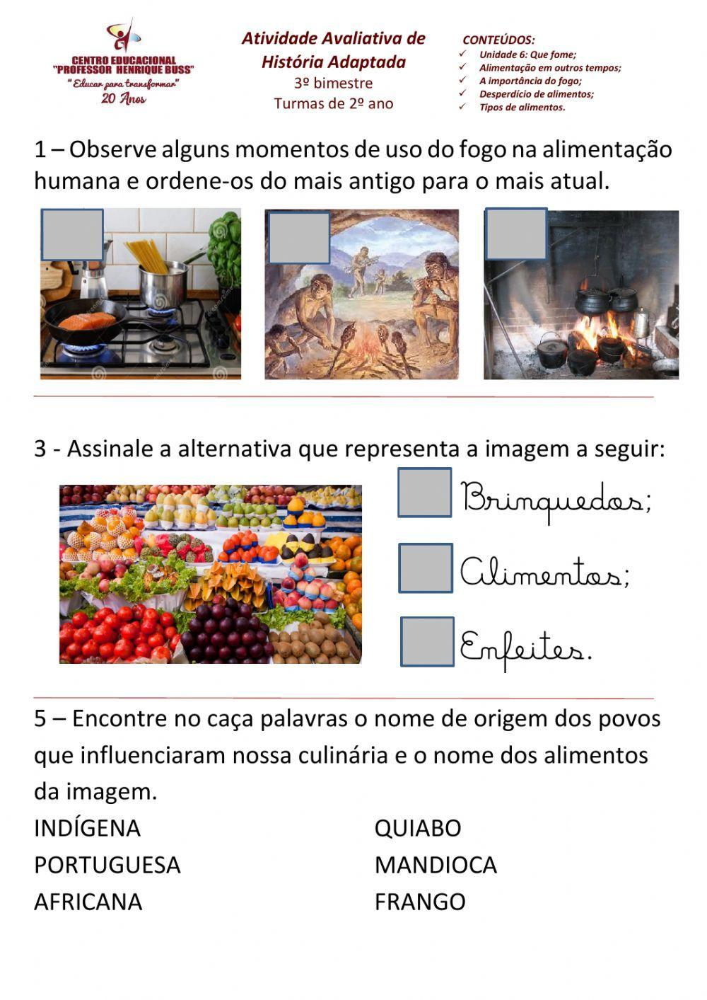 CENTRO EDUCACIONAL
"PROFESSOR HENRIQUE BUSS"
"Educar para transformar"
20 Anos
Atividade Avaliativa de
História Adaptada
3º bimestre
Turmas de 2º ano
CONTEÚDOS:
✓ Unidade 6: Que fome;
✓ Alimentação em outros tempos;
✓ A importância do fogo;
✓ Desperdício de alimentos;
✓ Tipos de alimentos.
1 – Observe alguns momentos de uso do fogo na alimentação
humana e ordene-os do mais antigo para o mais atual.
3 - Assinale a alternativa que representa a imagem a seguir:
Brinquedos;
Alimentos;
Enfeites.
5 – Encontre no caça palavras o nome de origem dos povos
que influenciaram nossa culinária e o nome dos alimentos
da imagem.
INDÍGENA
PORTUGUESA
AFRICANA
QUIABO
MANDIOCA
FRANGO